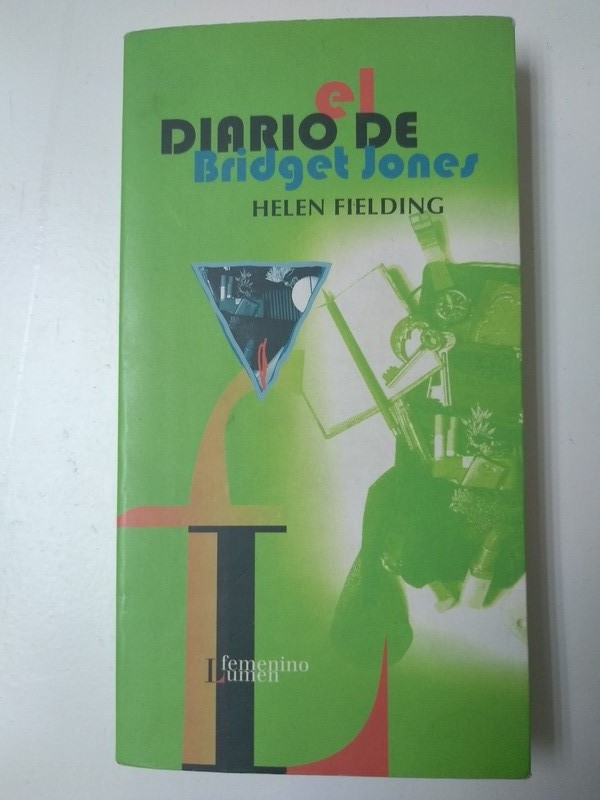 el
DIARIO DE
Bridget Jones
HELEN FIELDING
f
L
femenino
Lumen